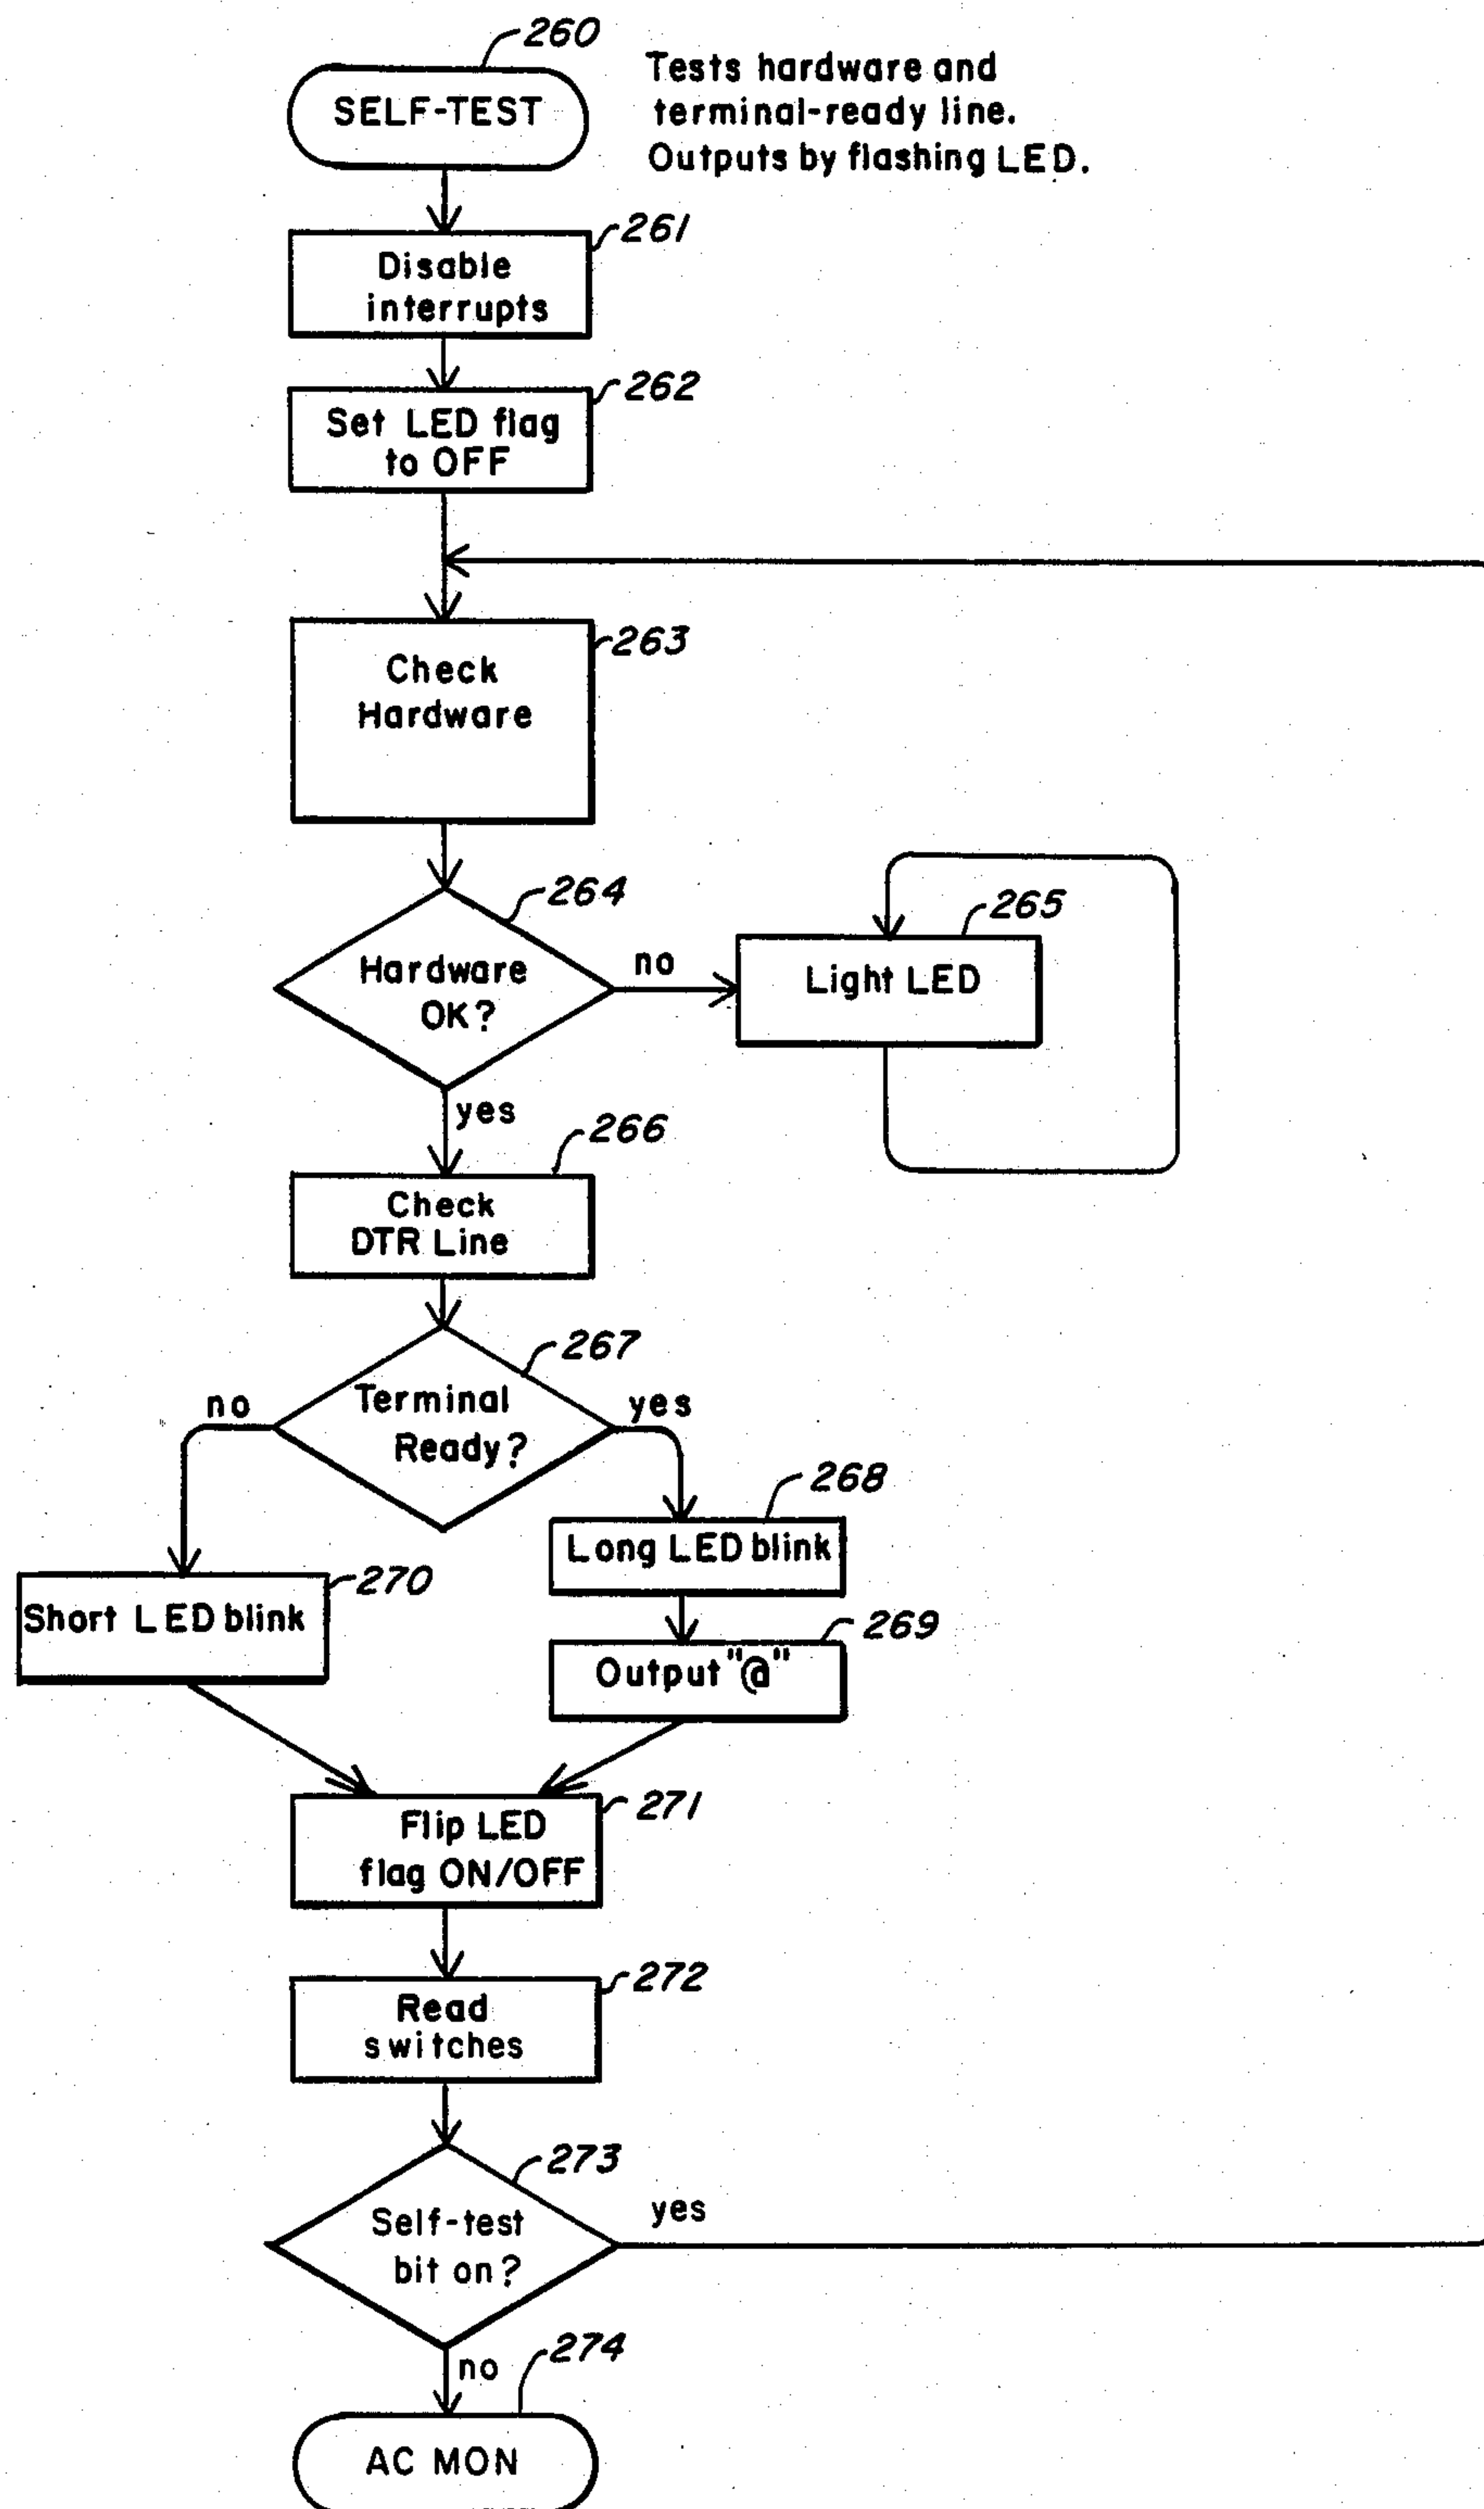 260
SELF-TEST
Tests hardware and
terminal-ready line.
Outputs by flashing LED.
261
Disable
interrupts
262
Set LED flag
to OFF
263
Check
Hardware
264
Hardware
OK?
no
265
Light LED
yes
266
Check
DTR Line
267
Terminal
Ready?
no
yes
268
Long LED blink
270
Short LED blink
269
Output "@"
271
Flip LED
flag ON/OFF
272
Read
switches
273
Self-test
bit on?
yes
no
274
AC MON